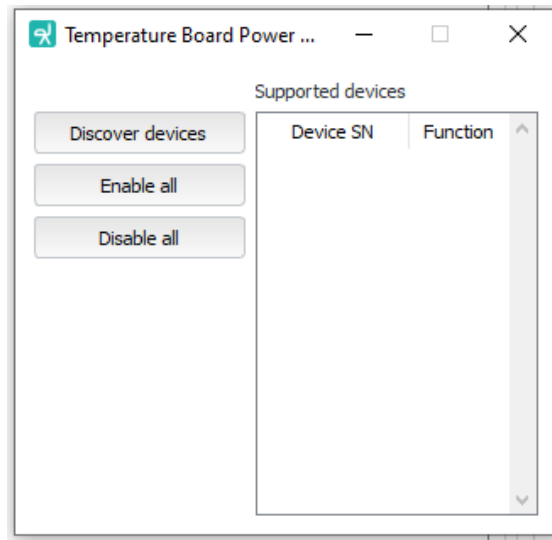 Temperature Board Power ...
Supported devices
Discover devices
Enable all
Disable all
Device SN Function